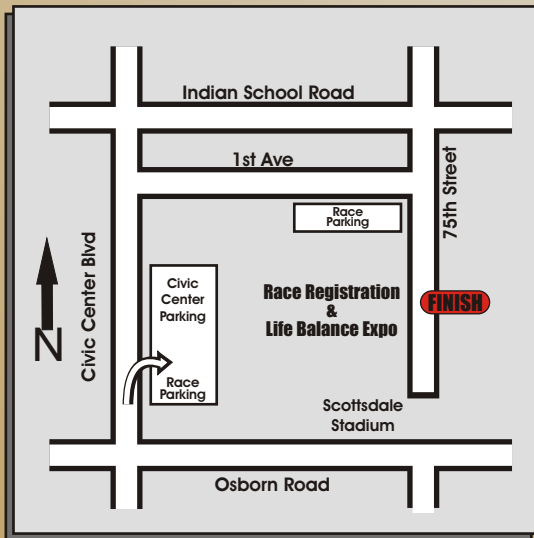 Indian School Road
1st Ave
75th Street
Race
Parking
Civic Center Blvd
Civic
Center
Parking
Race Registration
&
Life Balance Expo
FINISH
N
Race
Parking
Scottsdale
Stadium
Osborn Road